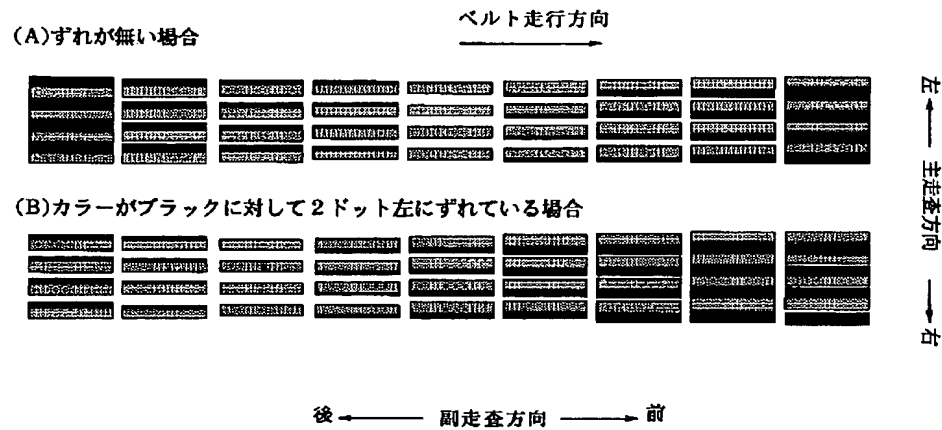 ベルト走行方向
(A)ずれが無い場合
(B)カラーがブラックに対して2ドット左にずれている場合
左
主走査方向
右
後
副走査方向
前